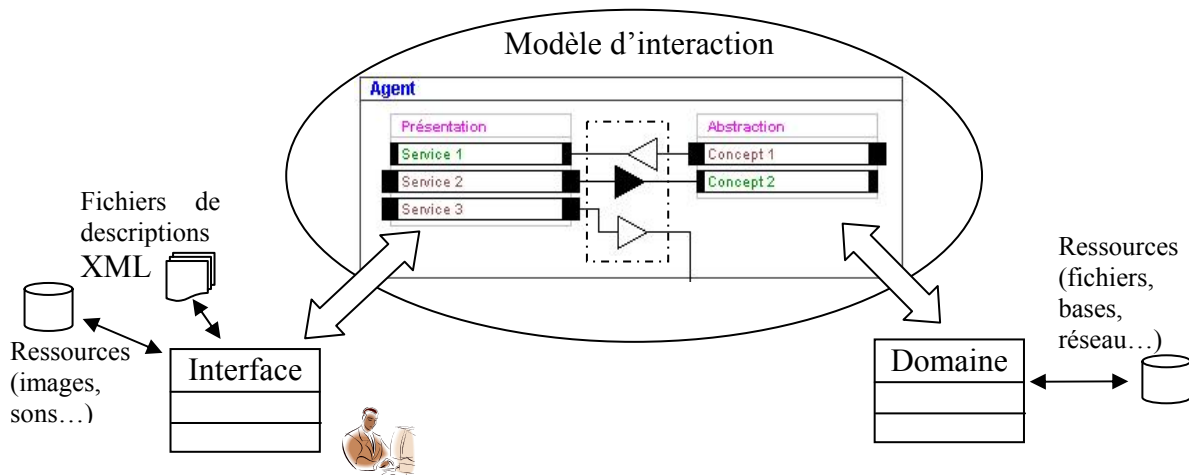 Modèle d’interaction
Agent
Présentation
Service 1
Service 2
Service 3
Abstraction
Concept 1
Concept 2
Fichiers de
descriptions
XML
Ressources
(images,
sons…)
Interface
Domaine
Ressources
(fichiers,
bases,
réseau…)